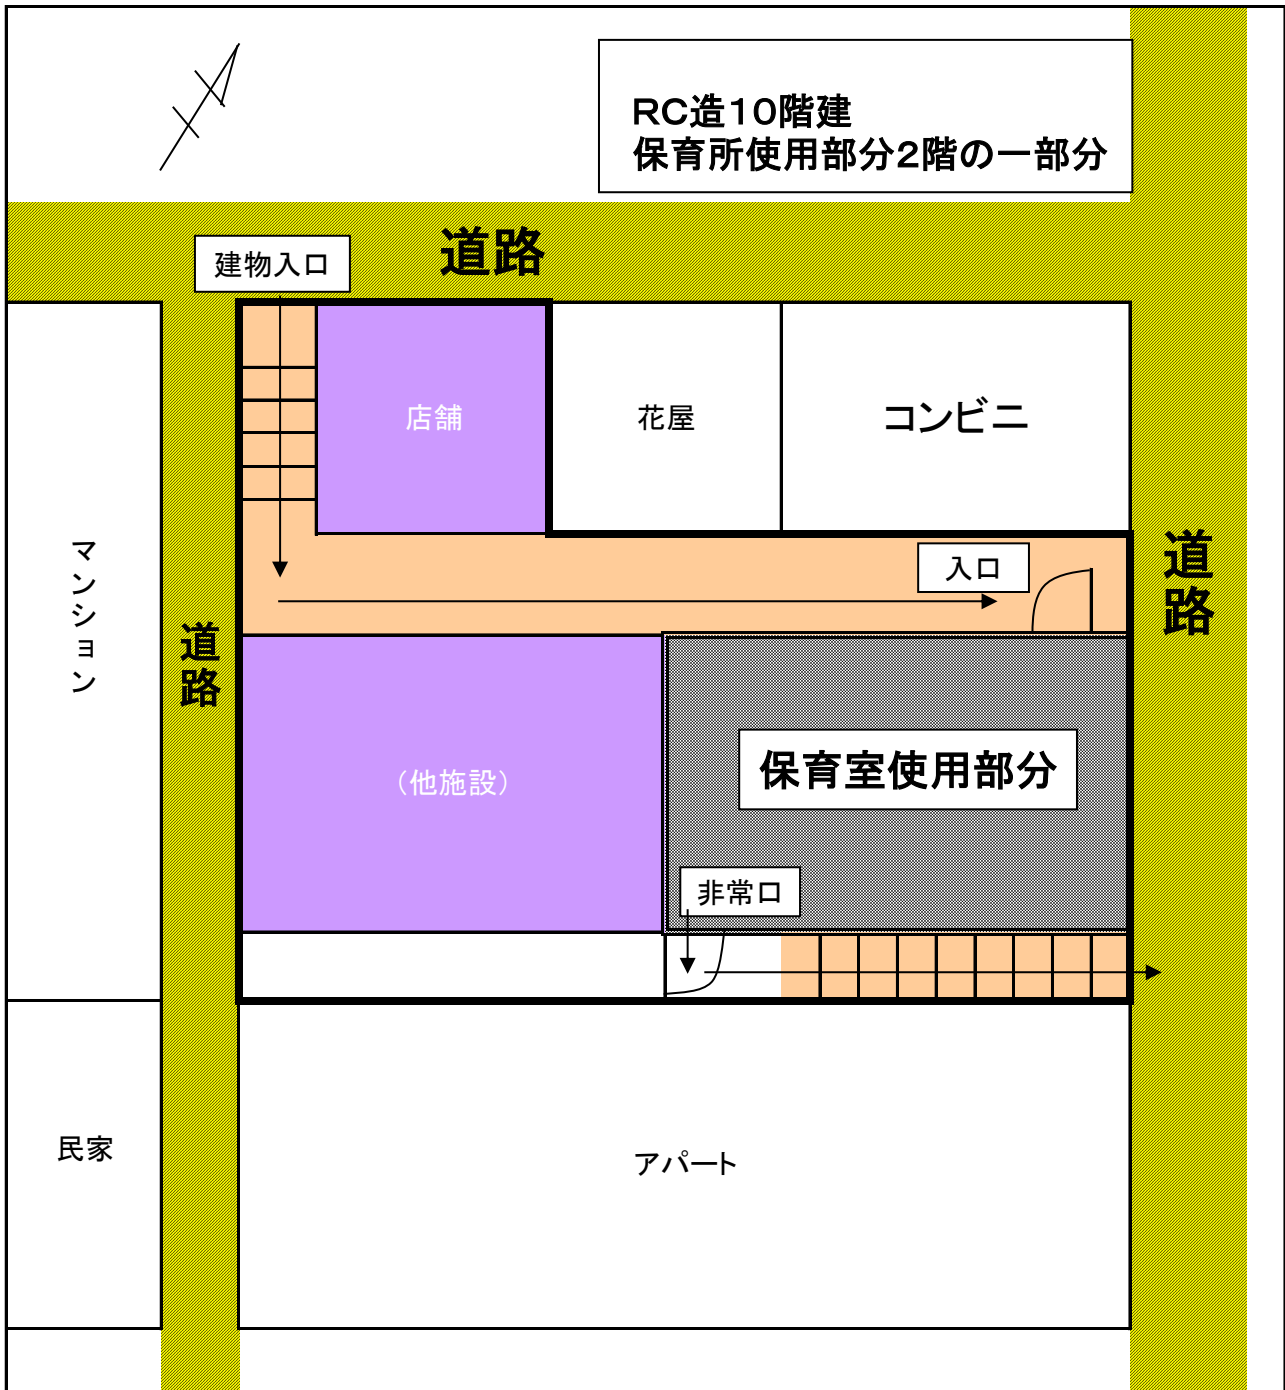 RC造10階建
保育所使用部分2階の一部分
道路
建物入口
店舗
花屋
コンビニ
マンション
道路
入口
道路
（他施設）
保育室使用部分
非常口
民家
アパート